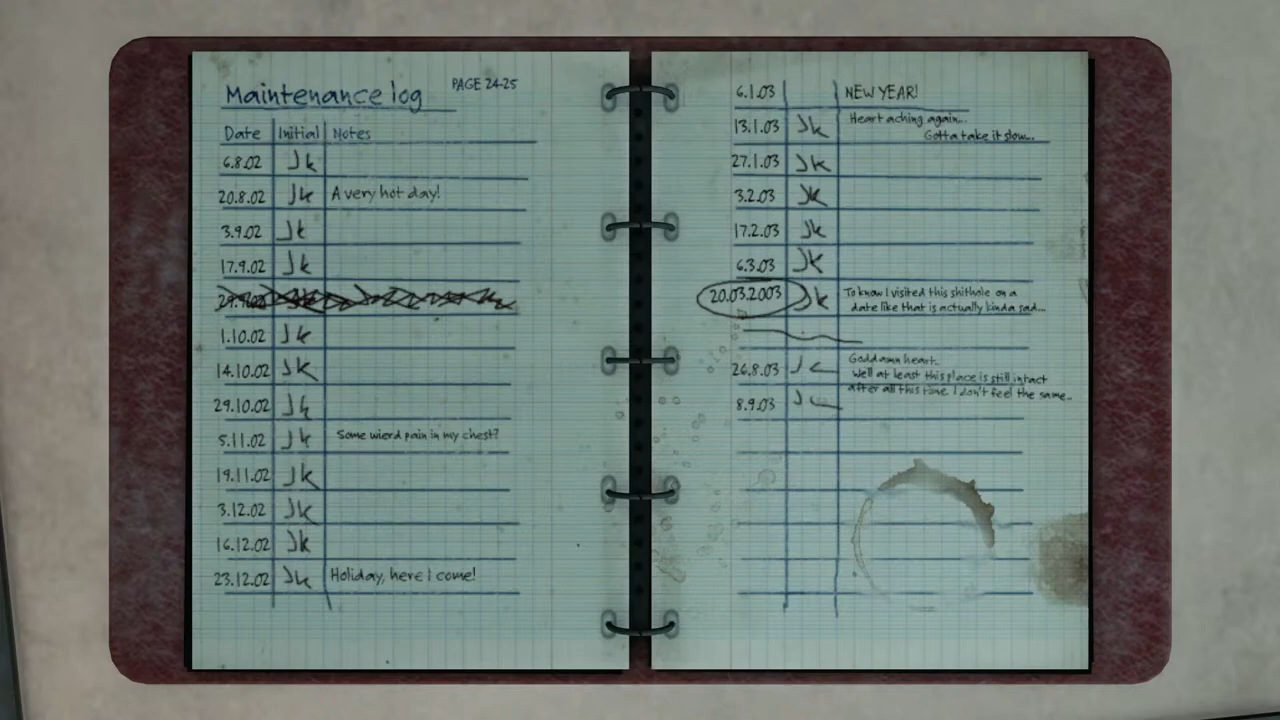 Maintenance log PAGE 24-25
Date Initial Notes
6.8.02 Jk
20.8.02 Jk A very hot day!
3.9.02 Jk
17.9.02 Jk
1.10.02 Jk
14.10.02 Jk
29.10.02 Jk
5.11.02 Jk Some wierd pain in my chest?
19.11.02 Jk
3.12.02 Jk
16.12.02 Jk
23.12.02 Jk Holiday, here I come!
6.1.03 NEW YEAR!
13.1.03 Jk Heart aching again...
Gotta take it slow...
27.1.03 Jk
3.2.03 Jk
17.2.03 Jk
6.3.03 Jk
20.03.2003 Jk To know I visited this shithole on a
date like that is actually kinda sad...
26.8.03 Goddamn heart..
Well at least this place is still intact
after all this time. I don't feel the same..
8.9.03